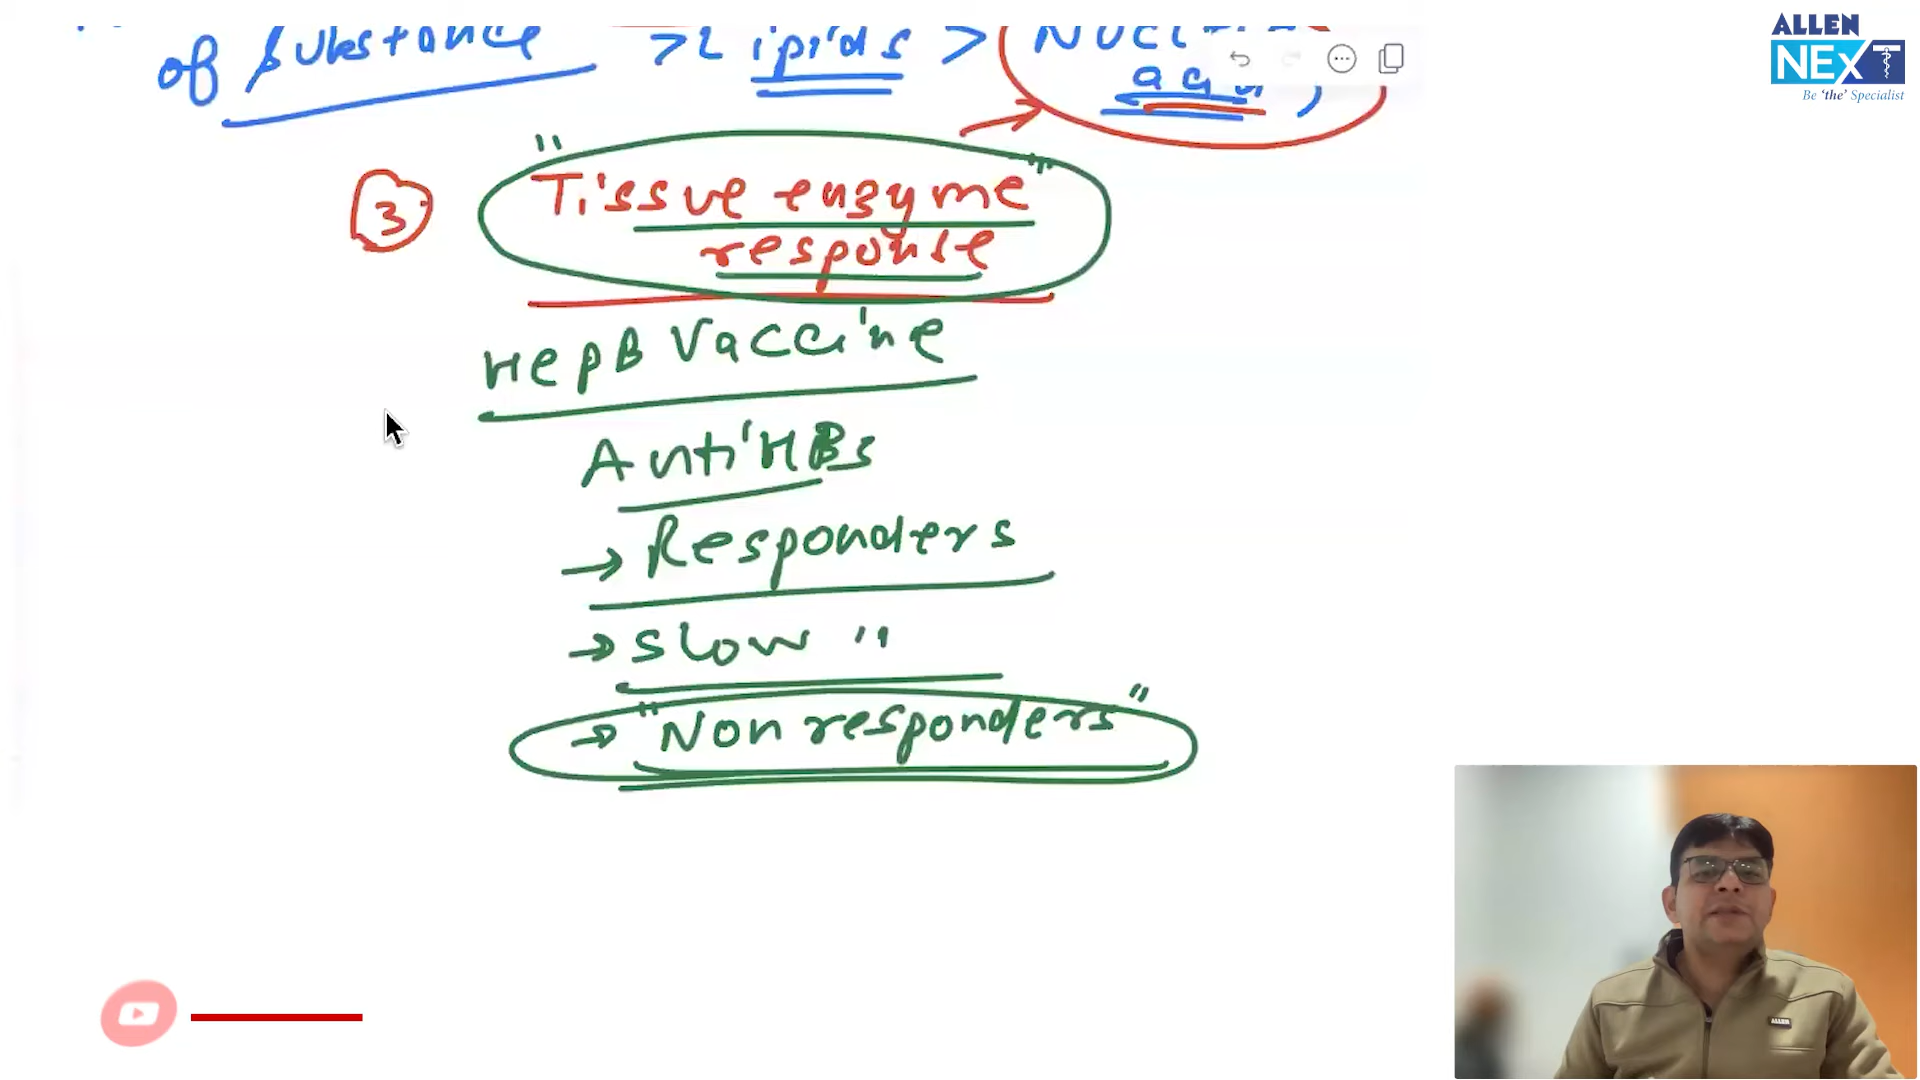 of substance > Lipids >
③ "Tissue enzyme"
response
HepB Vaccine
Anti HBs
→ Responders
→ Slow "
→ "Non responders"
ALLEN
NEXT
Be 'the' Specialist
ALLEN